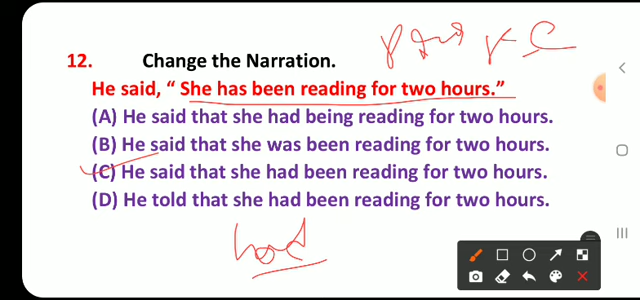 12. Change the Narration.
He said, “ She has been reading for two hours.”
(A) He said that she had being reading for two hours.
(B) He said that she was been reading for two hours.
(C) He said that she had been reading for two hours.
(D) He told that she had been reading for two hours.
had